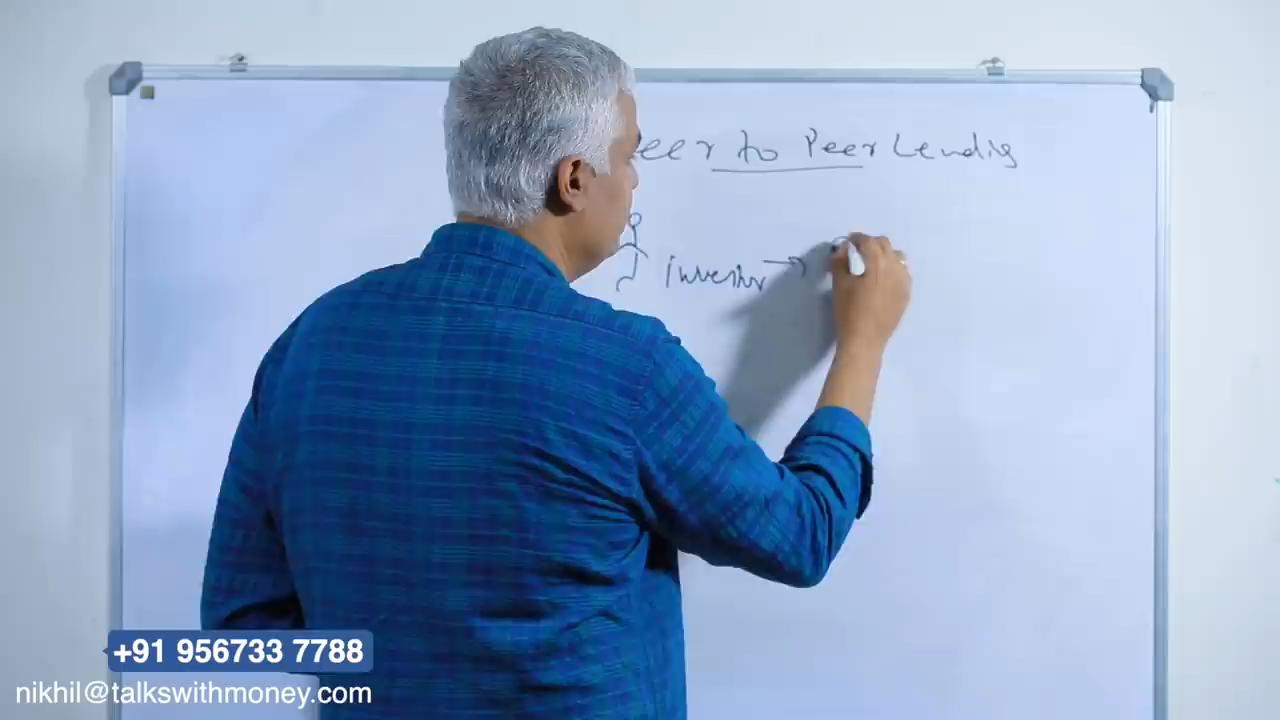 eer to Peer Lending
investor →
+91 956733 7788
nikhil@talkswithmoney.com